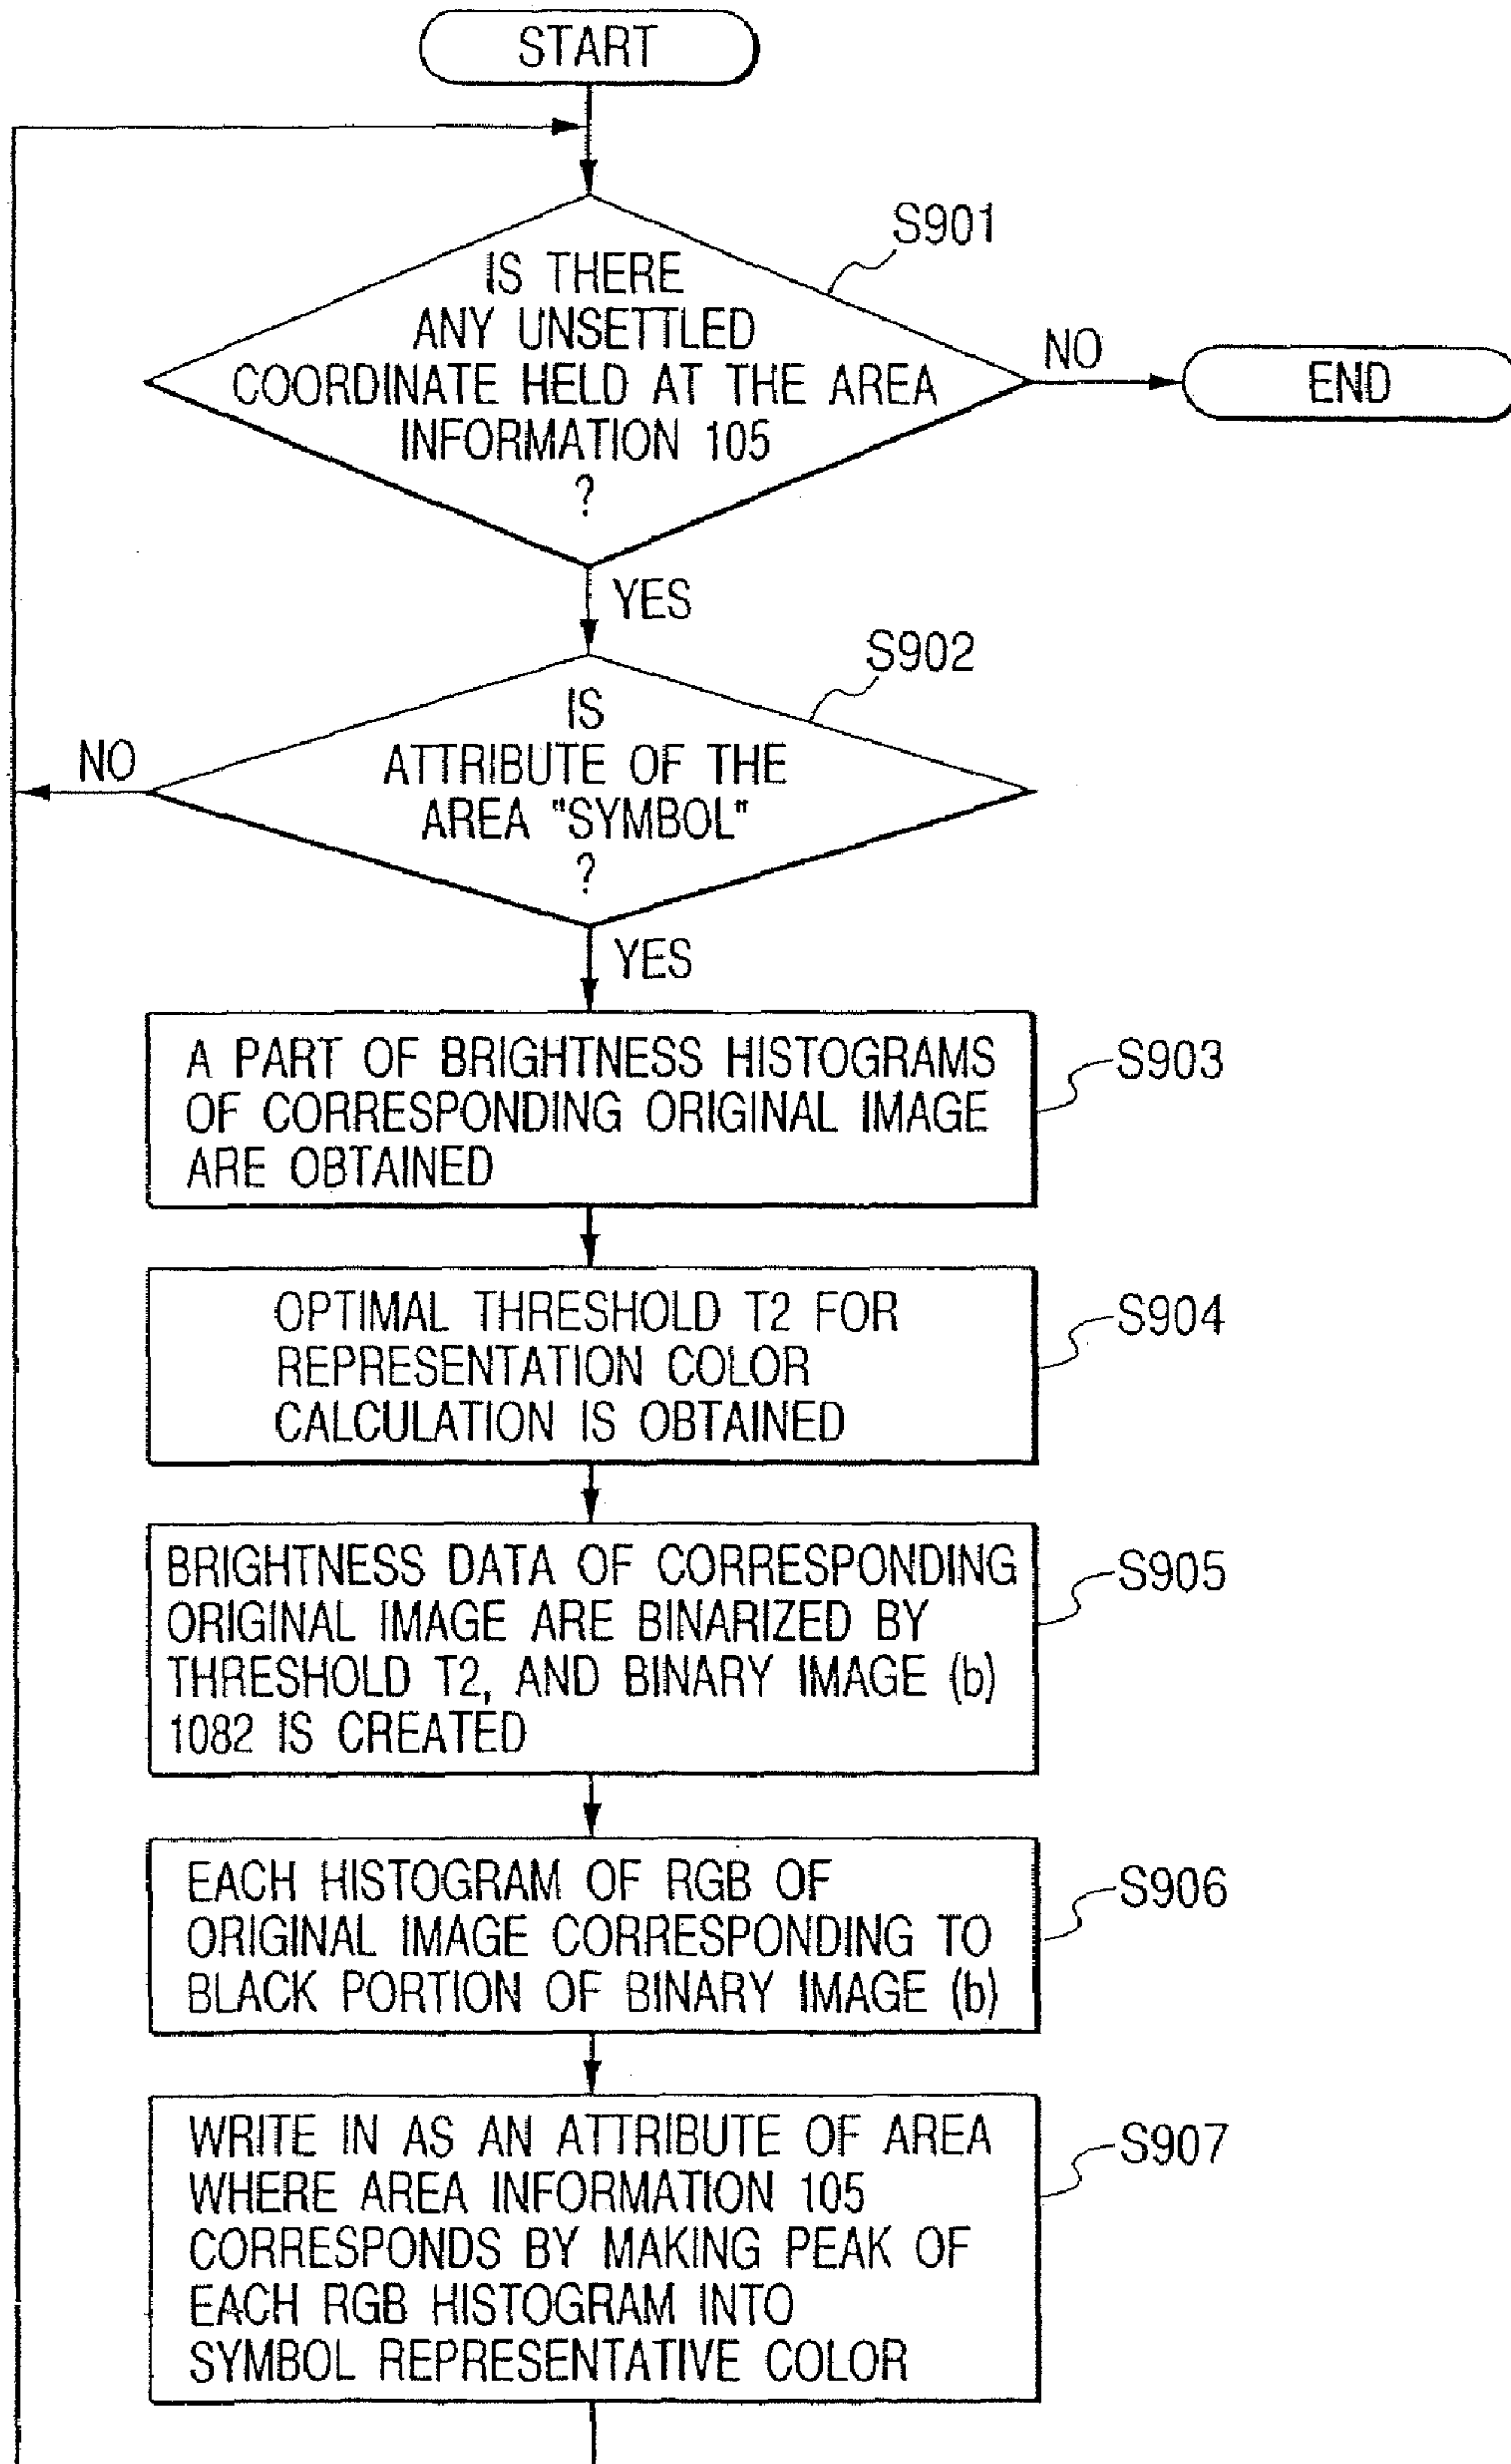 START
S901
IS THERE
ANY UNSETTLED
COORDINATE HELD AT THE AREA
INFORMATION 105
?
NO
END
YES
S902
IS
ATTRIBUTE OF THE
AREA "SYMBOL"
?
NO
YES
A PART OF BRIGHTNESS HISTOGRAMS
OF CORRESPONDING ORIGINAL IMAGE
ARE OBTAINED
S903
OPTIMAL THRESHOLD T2 FOR
REPRESENTATION COLOR
CALCULATION IS OBTAINED
S904
BRIGHTNESS DATA OF CORRESPONDING
ORIGINAL IMAGE ARE BINARIZED BY
THRESHOLD T2, AND BINARY IMAGE (b)
1082 IS CREATED
S905
EACH HISTOGRAM OF RGB OF
ORIGINAL IMAGE CORRESPONDING TO
BLACK PORTION OF BINARY IMAGE (b)
S906
WRITE IN AS AN ATTRIBUTE OF AREA
WHERE AREA INFORMATION 105
CORRESPONDS BY MAKING PEAK OF
EACH RGB HISTOGRAM INTO
SYMBOL REPRESENTATIVE COLOR
S907